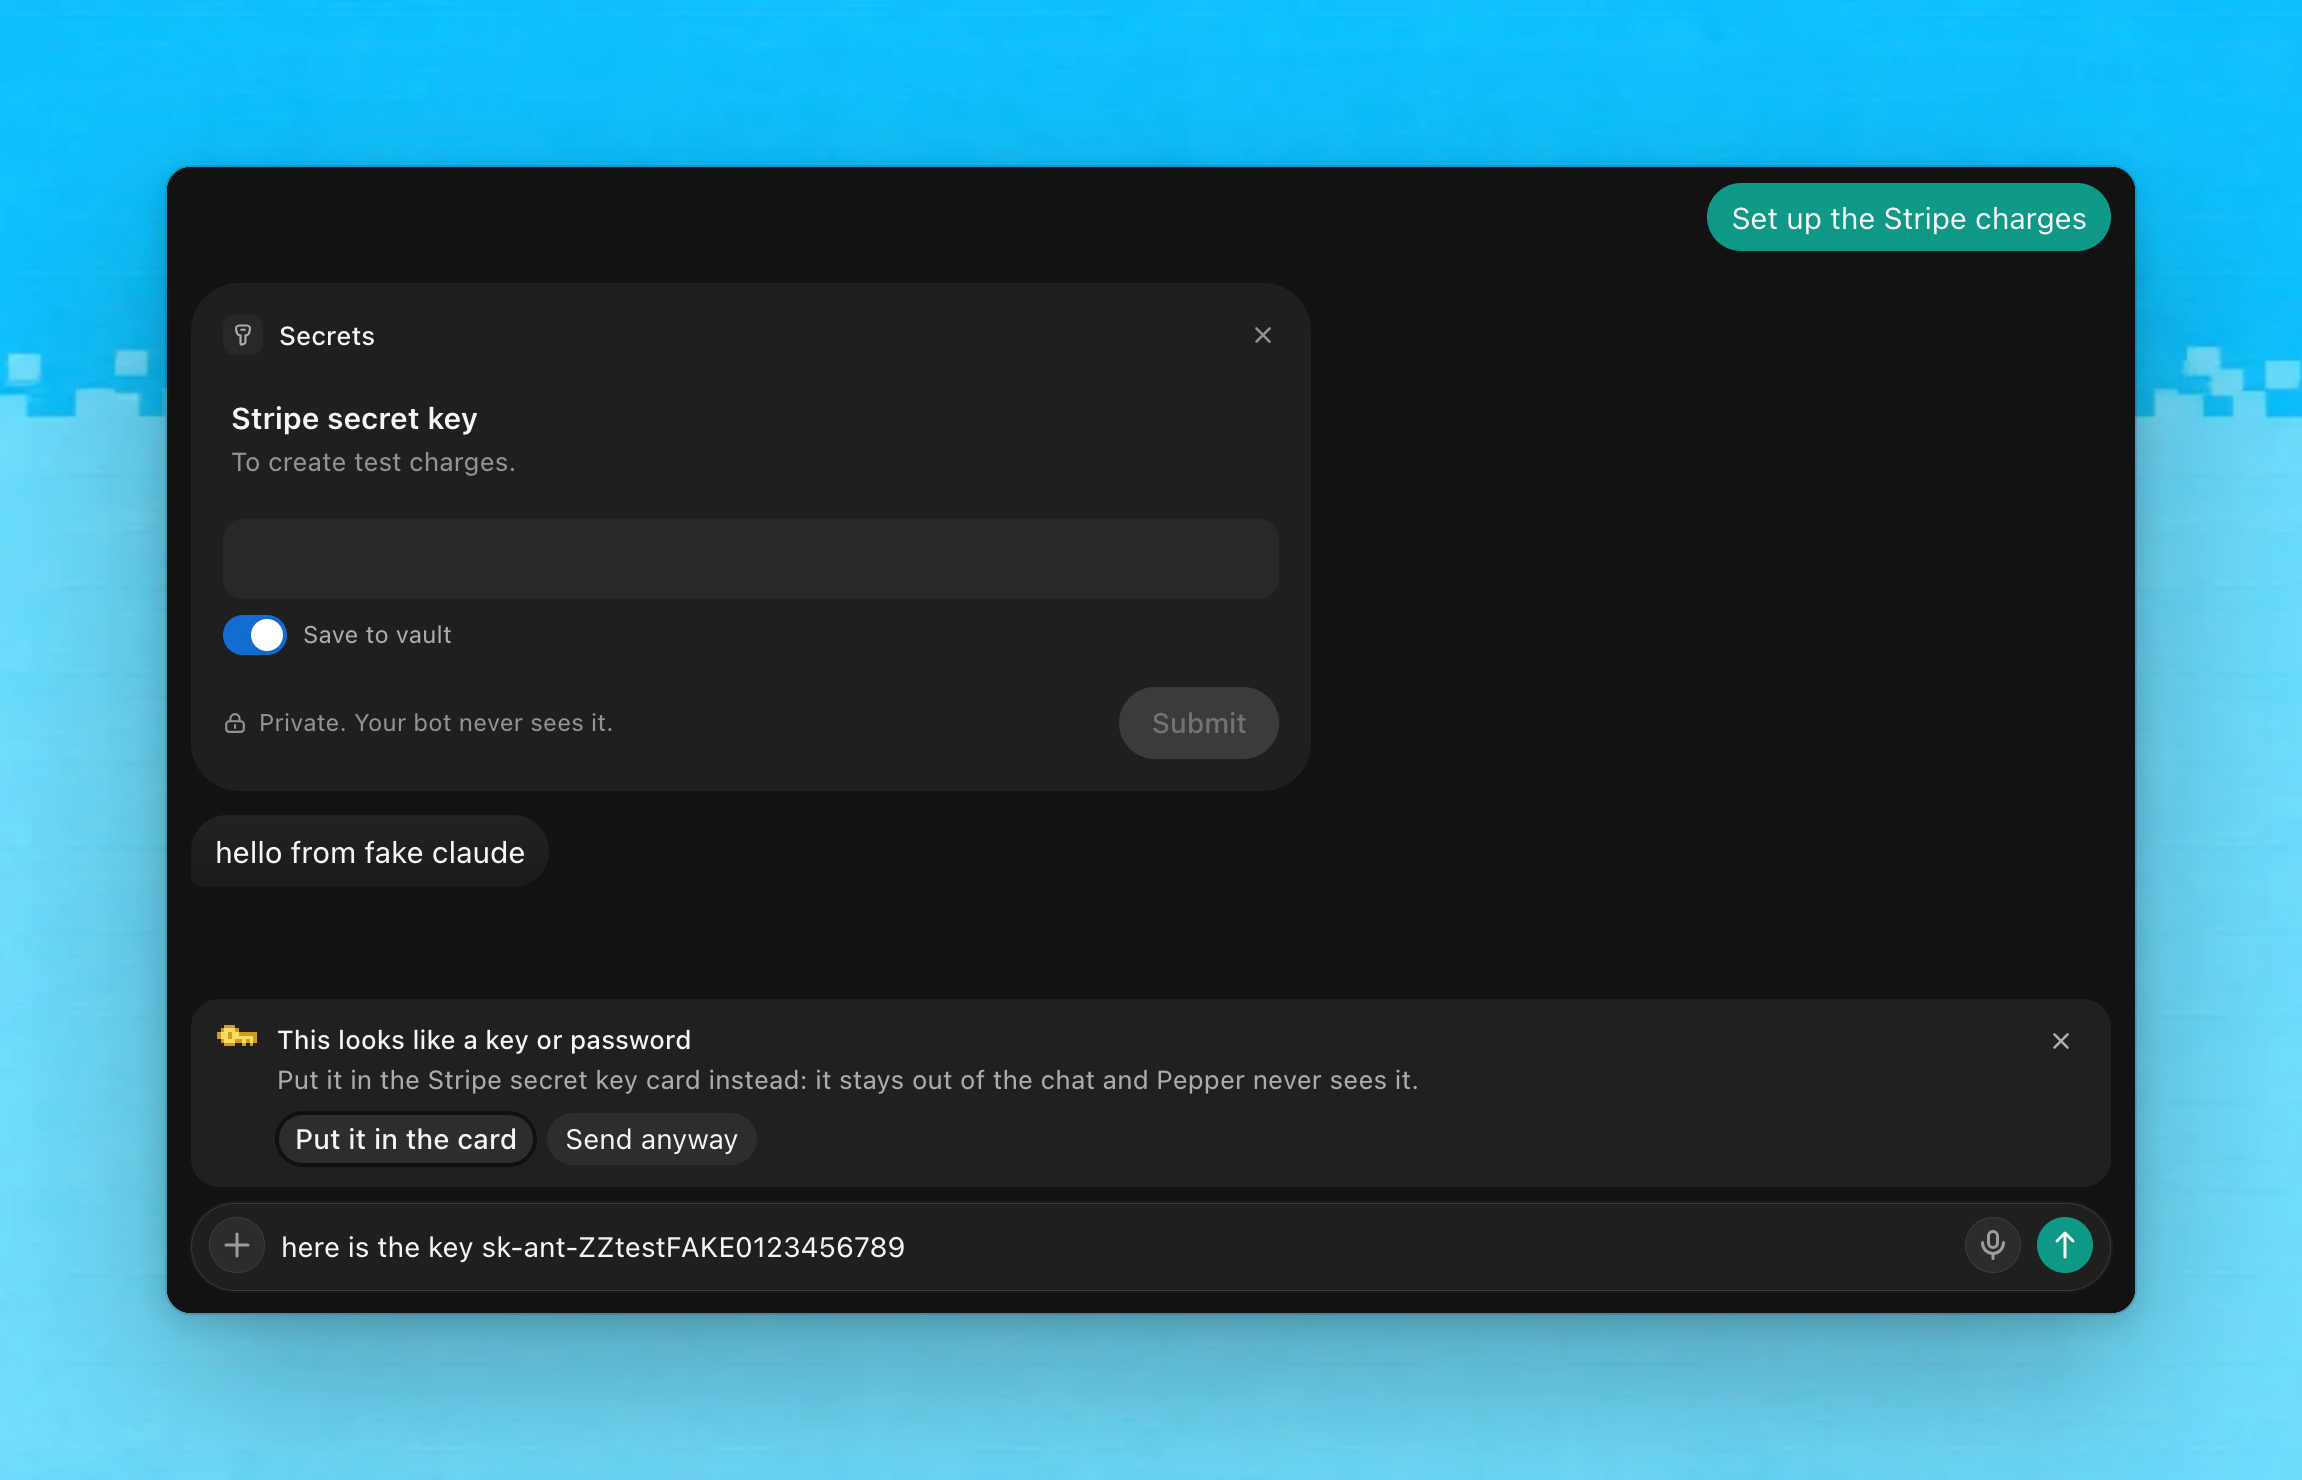 Set up the Stripe charges
Secrets
Stripe secret key
To create test charges.
Save to vault
Private. Your bot never sees it.
Submit
hello from fake claude
This looks like a key or password
Put it in the Stripe secret key card instead: it stays out of the chat and Pepper never sees it.
Put it in the card
Send anyway
here is the key sk-ant-ZZtestFAKE0123456789